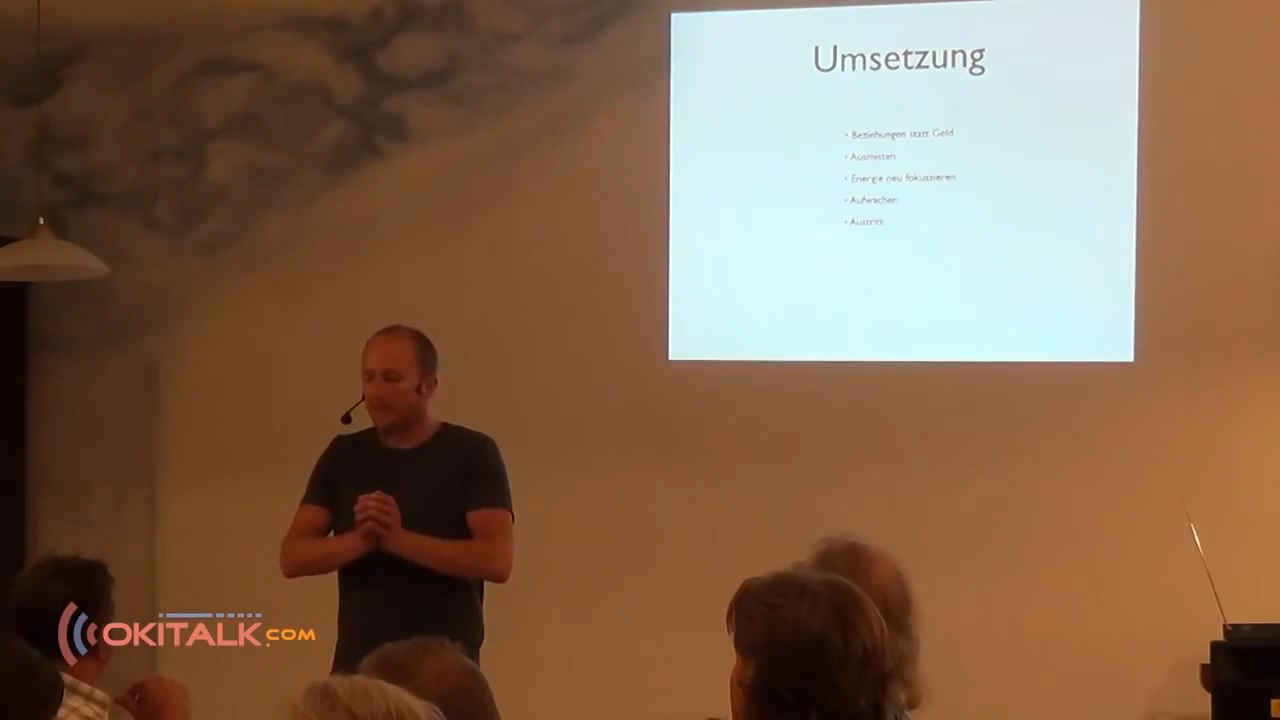 Umsetzung
• Beziehungen statt Geld
• Ausmisten
• Energie neu fokussieren
• Aufwachen
• Austritt
OKITALK.COM